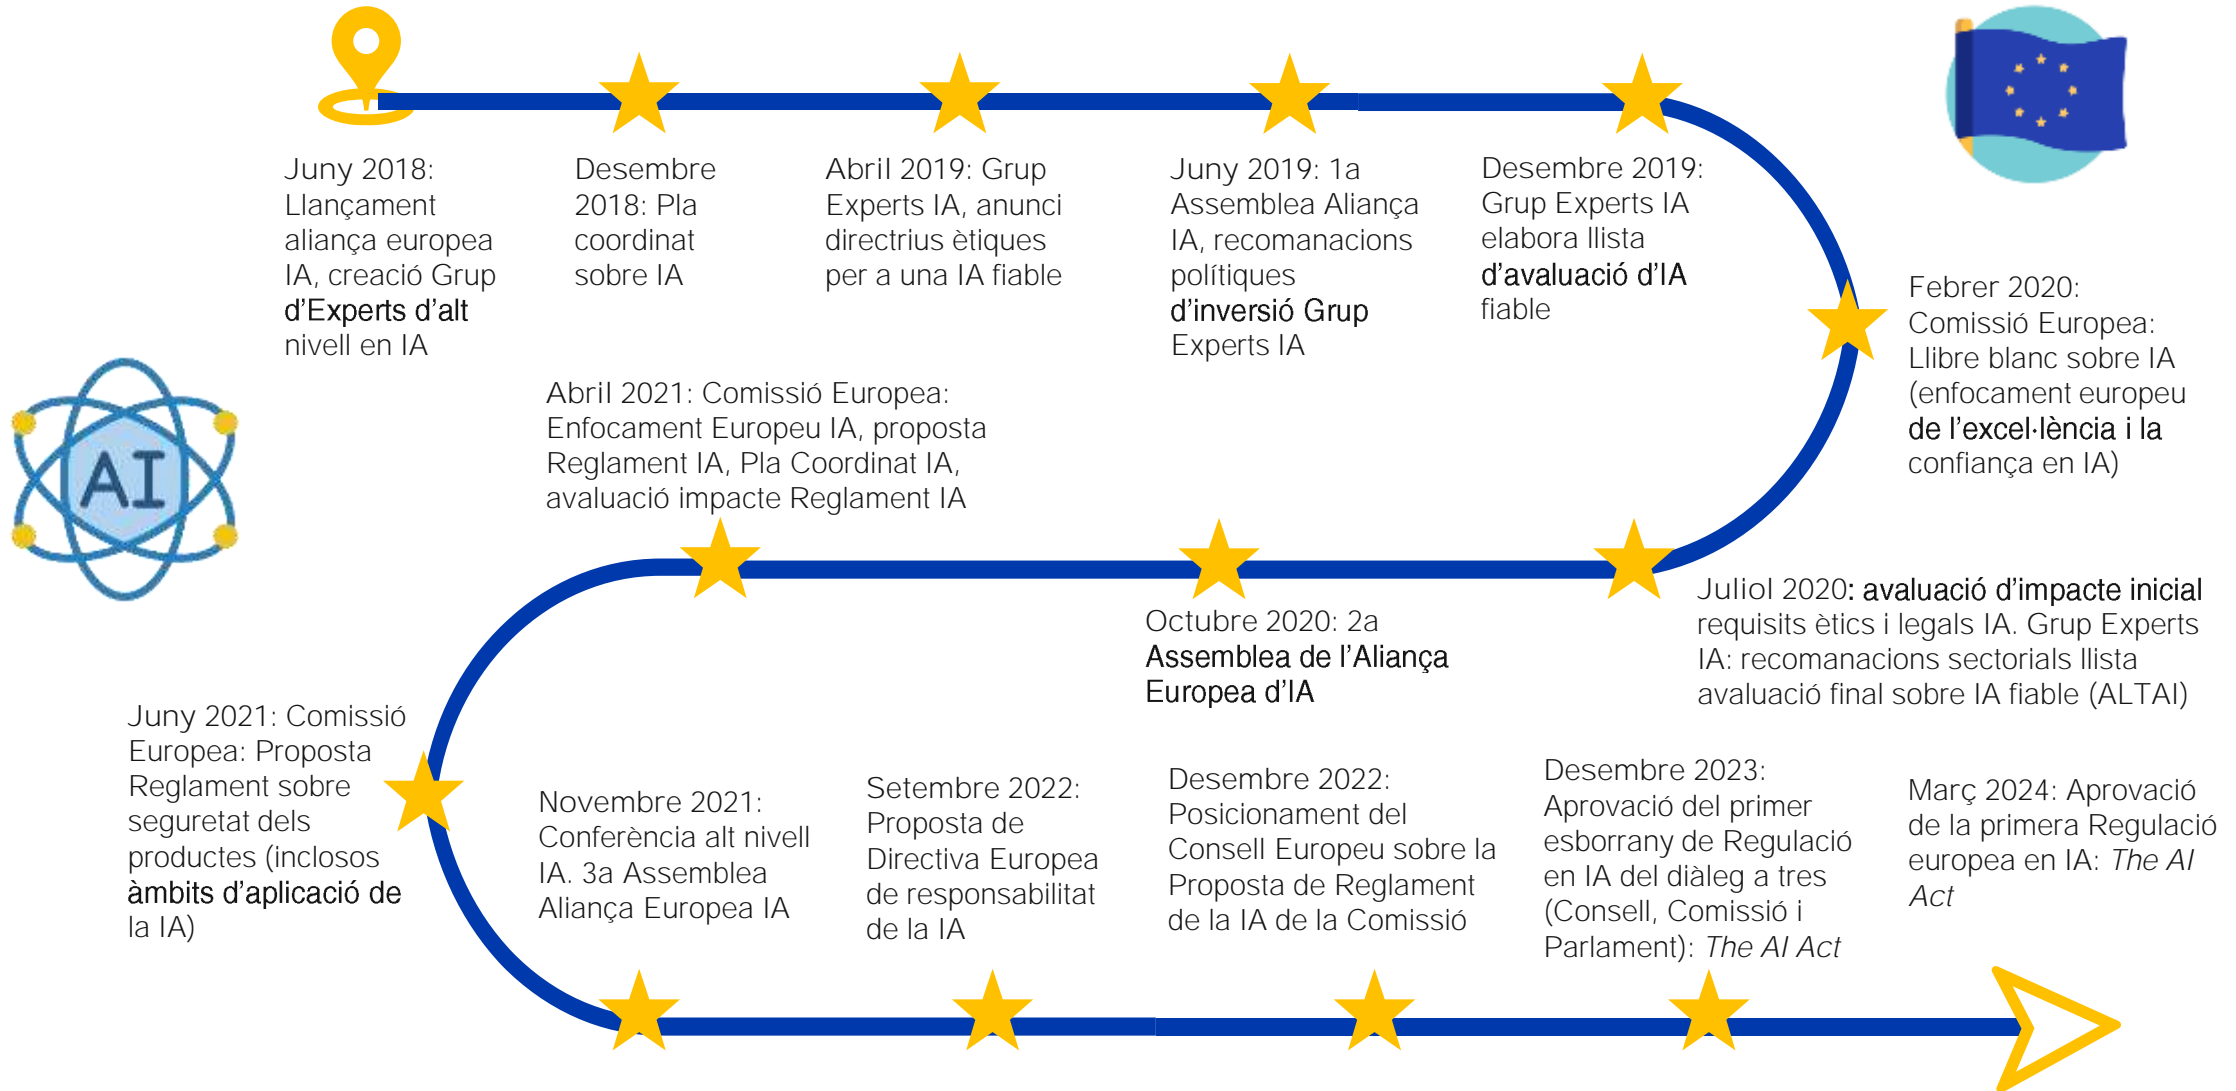 Juny 2018:
Llançament
aliança europea
IA, creació Grup
d’Experts d’alt
nivell en IA
Desembre
2018: Pla
coordinat
sobre IA
Abril 2019: Grup
Experts IA, anunci
directrius ètiques
per a una IA fiable
Juny 2019: 1a
Assemblea Aliança
IA, recomanacions
polítiques
d’inversió Grup
Experts IA
Desembre 2019:
Grup Experts IA
elabora llista
d’avaluació d’IA
fiable
Febrer 2020:
Comissió Europea:
Llibre blanc sobre IA
(enfocament europeu
de l’excel·lència i la
confiança en IA)
Juliol 2020: avaluació d’impacte inicial
requisits ètics i legals IA. Grup Experts
IA: recomanacions sectorials llista
avaluació final sobre IA fiable (ALTAI)
Octubre 2020: 2a
Assemblea de l’Aliança
Europea d’IA
Abril 2021: Comissió Europea:
Enfocament Europeu IA, proposta
Reglament IA, Pla Coordinat IA,
avaluació impacte Reglament IA
AI
Juny 2021: Comissió
Europea: Proposta
Reglament sobre
seguretat dels
productes (inclosos
àmbits d’aplicació de
la IA)
Novembre 2021:
Conferència alt nivell
IA. 3a Assemblea
Aliança Europea IA
Setembre 2022:
Proposta de
Directiva Europea
de responsabilitat
de la IA
Desembre 2022:
Posicionament del
Consell Europeu sobre la
Proposta de Reglament
de la IA de la Comissió
Desembre 2023:
Aprovació del primer
esborrany de Regulació
en IA del diàleg a tres
(Consell, Comissió i
Parlament): The AI Act
Març 2024: Aprovació
de la primera Regulació
europea en IA: The AI
Act